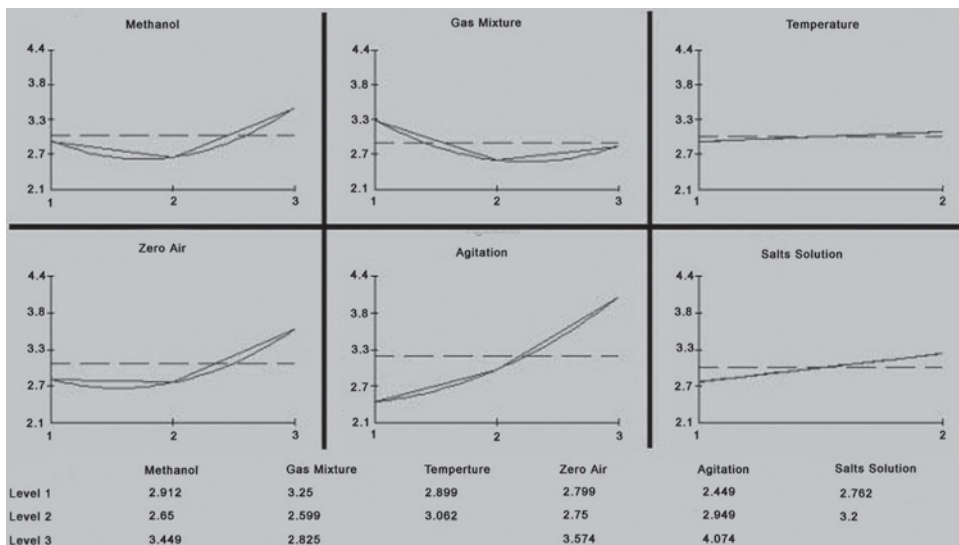 Methanol
4.4
3.8
3.3
2.7
2.1
1 2 3
Gas Mixture
4.4
3.8
3.3
2.7
2.1
1 2 3
Temperature
4.4
3.8
3.3
2.7
2.1
1 2
Zero Air
4.4
3.8
3.3
2.7
2.1
1 2 3
Agitation
4.4
3.8
3.3
2.7
2.1
1 2 3
Salts Solution
4.4
3.8
3.3
2.7
2.1
1 2
Methanol Gas Mixture Temperture Zero Air Agitation Salts Solution
Level 1 2.912 3.25 2.899 2.799 2.449 2.762
Level 2 2.65 2.599 3.062 2.75 2.949 3.2
Level 3 3.449 2.825 3.574 4.074